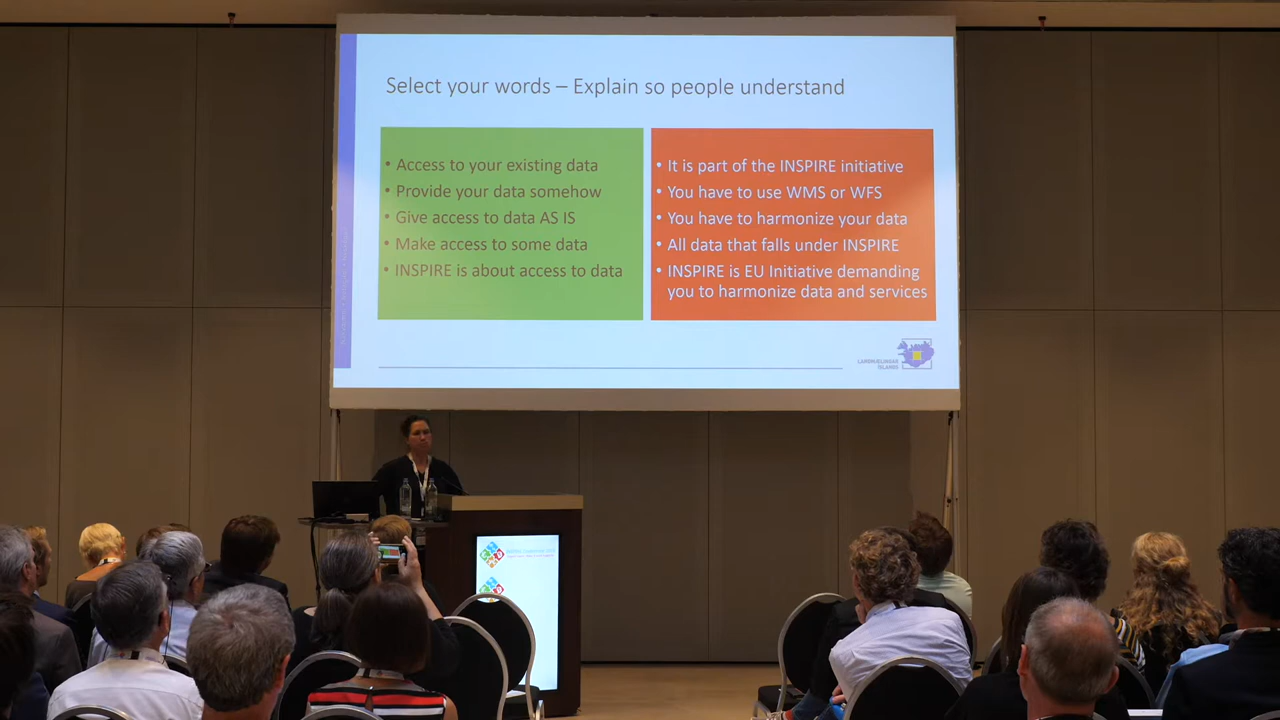 Select your words – Explain so people understand
• Access to your existing data
• Provide your data somehow
• Give access to data AS IS
• Make access to some data
• INSPIRE is about access to data
• It is part of the INSPIRE initiative
• You have to use WMS or WFS
• You have to harmonize your data
• All data that falls under INSPIRE
• INSPIRE is EU Initiative demanding
you to harmonize data and services
LANDMÆLINGAR
ÍSLANDS